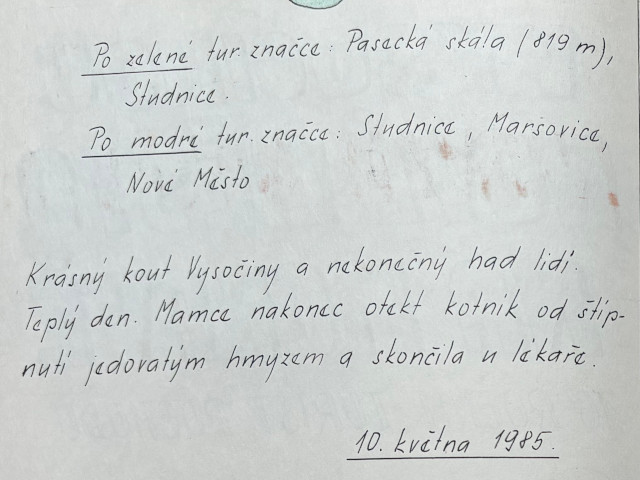 Po zelené tur. značce: Pasecká skála (819 m),
Studnice.
Po modré tur. značce: Studnice, Maršovice,
Nové Město
Krásný kout Vysočiny a nekonečný had lidí.
Teplý den. Mamce nakonec otekt kotník od štíp-
nutí jedovatým hmyzem a skončila u lékaře.
10. května 1985.